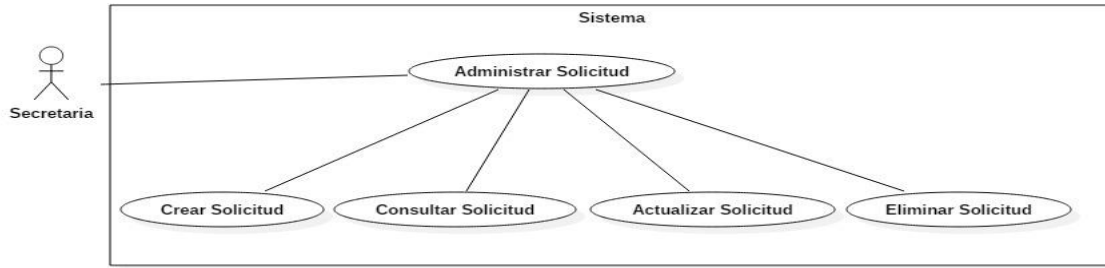 Sistema
Administrar Solicitud
Secretaria
Crear Solicitud
Consultar Solicitud
Actualizar Solicitud
Eliminar Solicitud